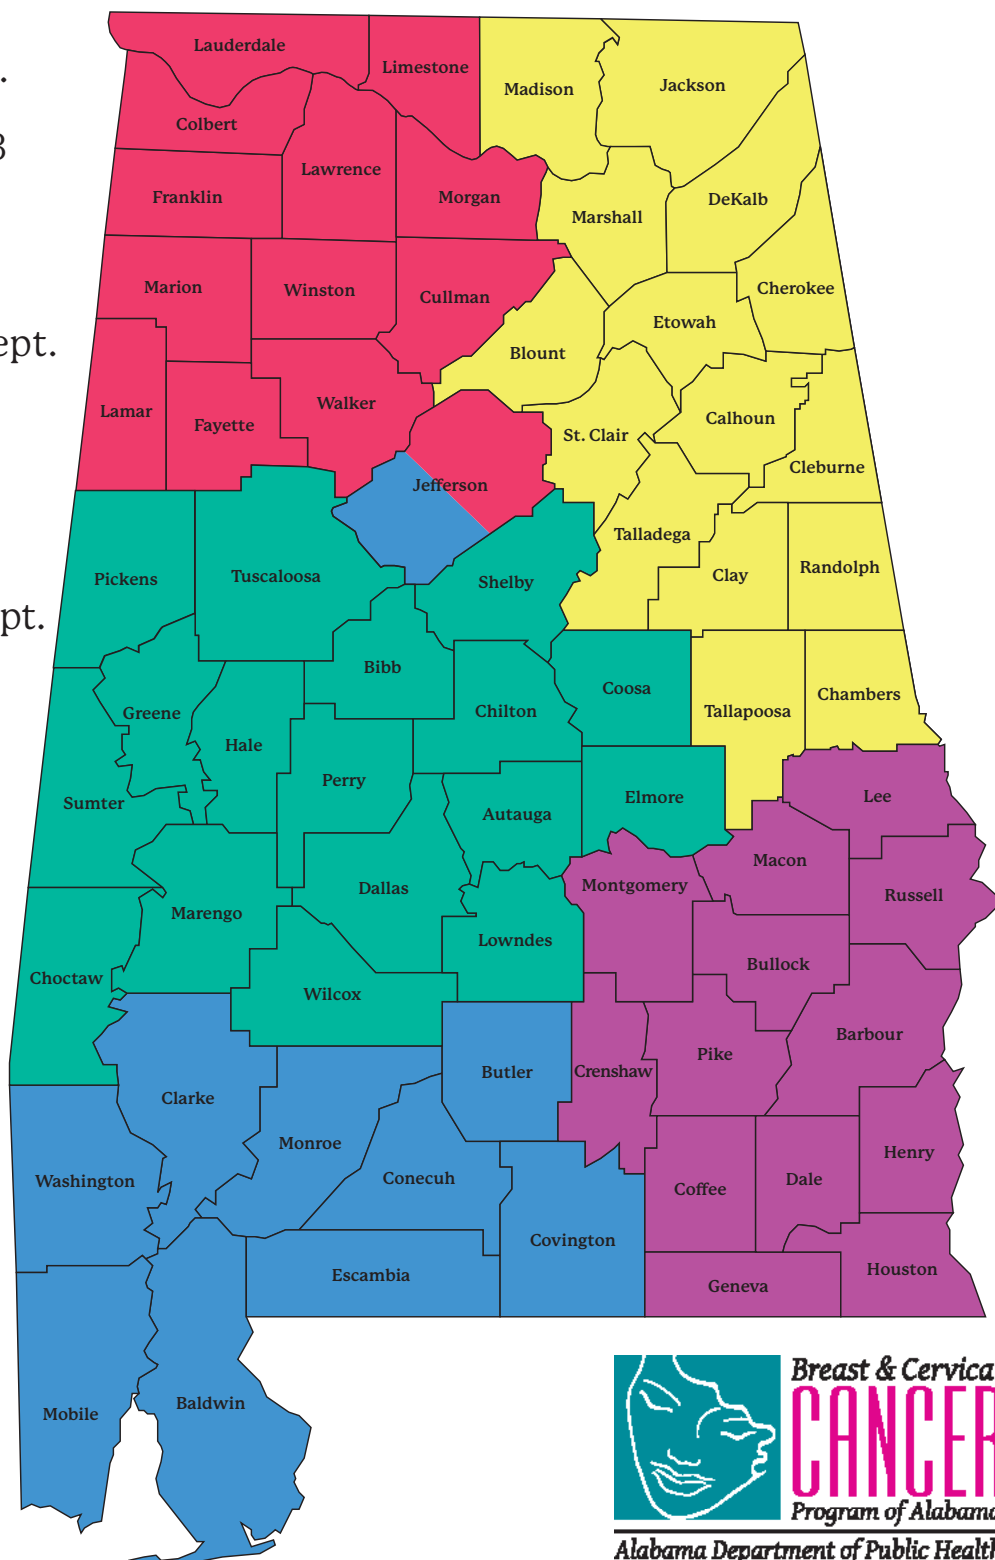 .
3
ept.
pt.
Lauderdale
Limestone
Madison
Jackson
Colbert
Lawrence
Franklin
Morgan
Marshall
DeKalb
Marion
Winston
Cullman
Cherokee
Etowah
Blount
Lamar
Fayette
Walker
St. Clair
Calhoun
Cleburne
Jefferson
Talladega
Pickens
Tuscaloosa
Shelby
Clay
Randolph
Bibb
Coosa
Chambers
Greene
Chilton
Tallapoosa
Hale
Perry
Sumter
Autauga
Elmore
Lee
Macon
Marengo
Dallas
Montgomery
Russell
Lowndes
Choctaw
Wilcox
Bullock
Barbour
Clarke
Butler
Crenshaw
Pike
Monroe
Washington
Conecuh
Coffee
Dale
Henry
Covington
Escambia
Geneva
Houston
Mobile
Baldwin
Breast & Cervica
CANCER
Program of Alabama
Alabama Department of Public Health